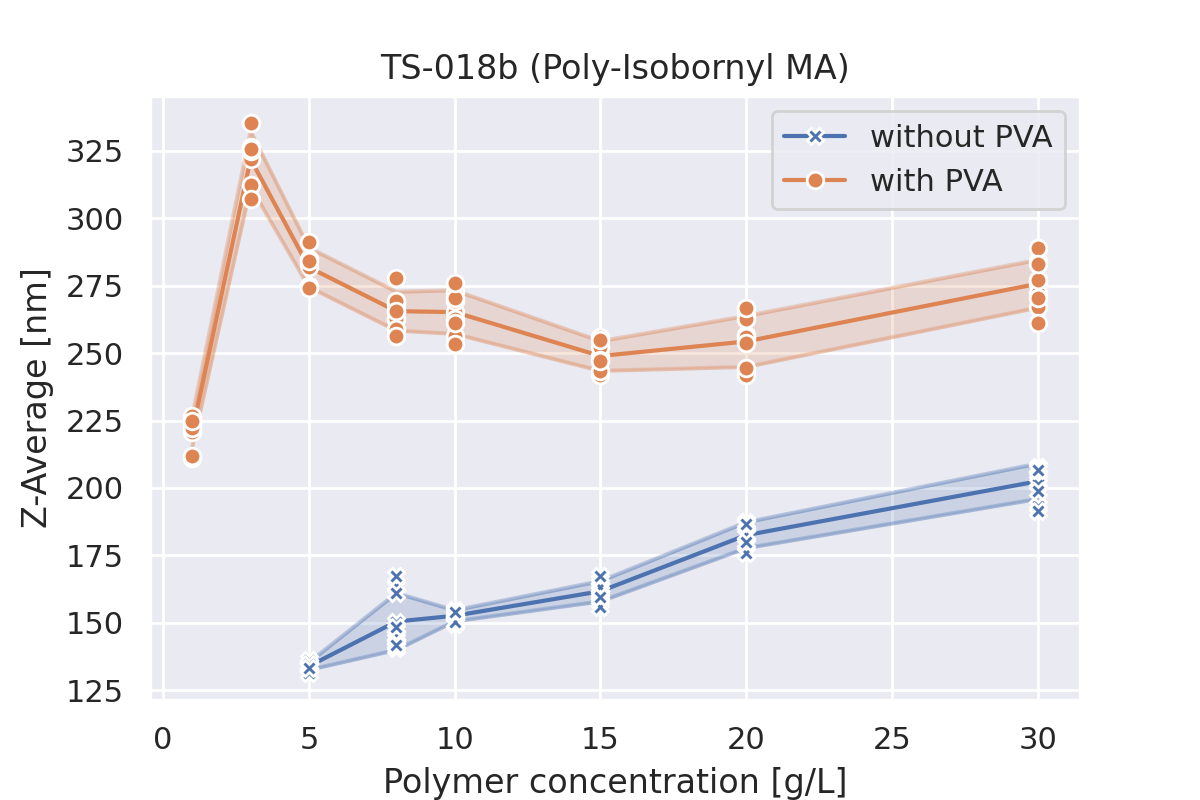 TS-018b (Poly-Isobornyl MA)
without PVA
with PVA
Z-Average [nm]
325
300
275
250
225
200
175
150
125
0 5 10 15 20 25 30
Polymer concentration [g/L]